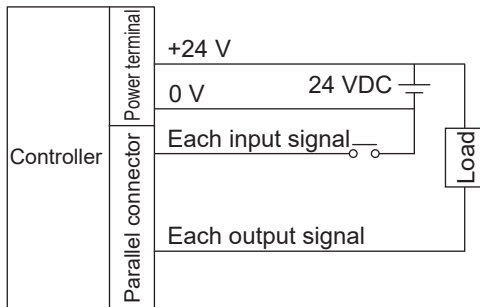 Controller
Power terminal
Parallel connector
+24 V
0 V
24 VDC
Each input signal
Load
Each output signal